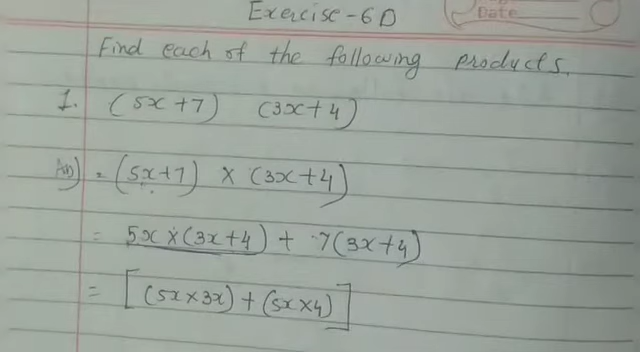 Exercise-6D
Date
Find each of the following products.
1. (5x+7) (3x+4)
= (5x+7) × (3x+4)
= 5x×(3x+4) + 7(3x+4)
= [(5x×3x)+(5x×4)]